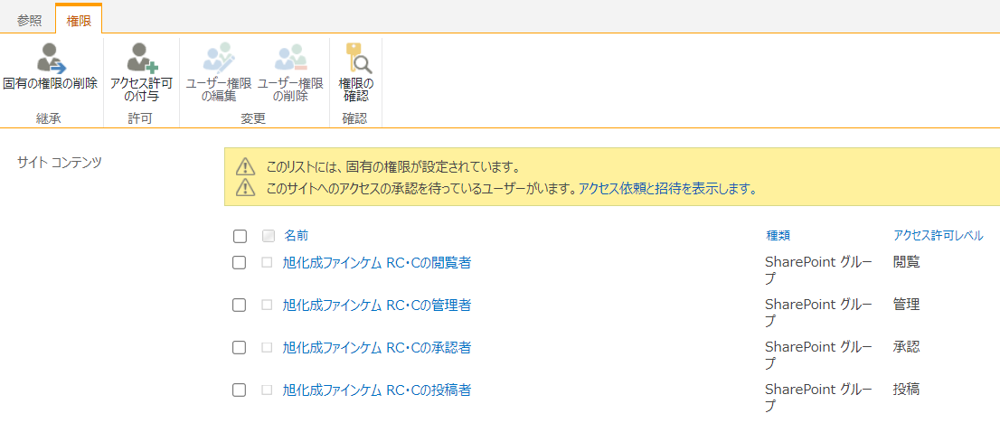 参照 権限
固有の権限の削除 アクセス許可 ユーザー権限 ユーザー権限 権限の
の付与 の編集 の削除 確認
継承 許可 変更 確認
サイト コンテンツ
このリストには、固有の権限が設定されています。
このサイトへのアクセスの承認を待っているユーザーがいます。アクセス依頼と招待を表示します。
名前 種類 アクセス許可レベル
旭化成ファインケム RC・Cの閲覧者 SharePoint グルー 閲覧
プ
旭化成ファインケム RC・Cの管理者 SharePoint グルー 管理
プ
旭化成ファインケム RC・Cの承認者 SharePoint グルー 承認
プ
旭化成ファインケム RC・Cの投稿者 SharePoint グルー 投稿
プ